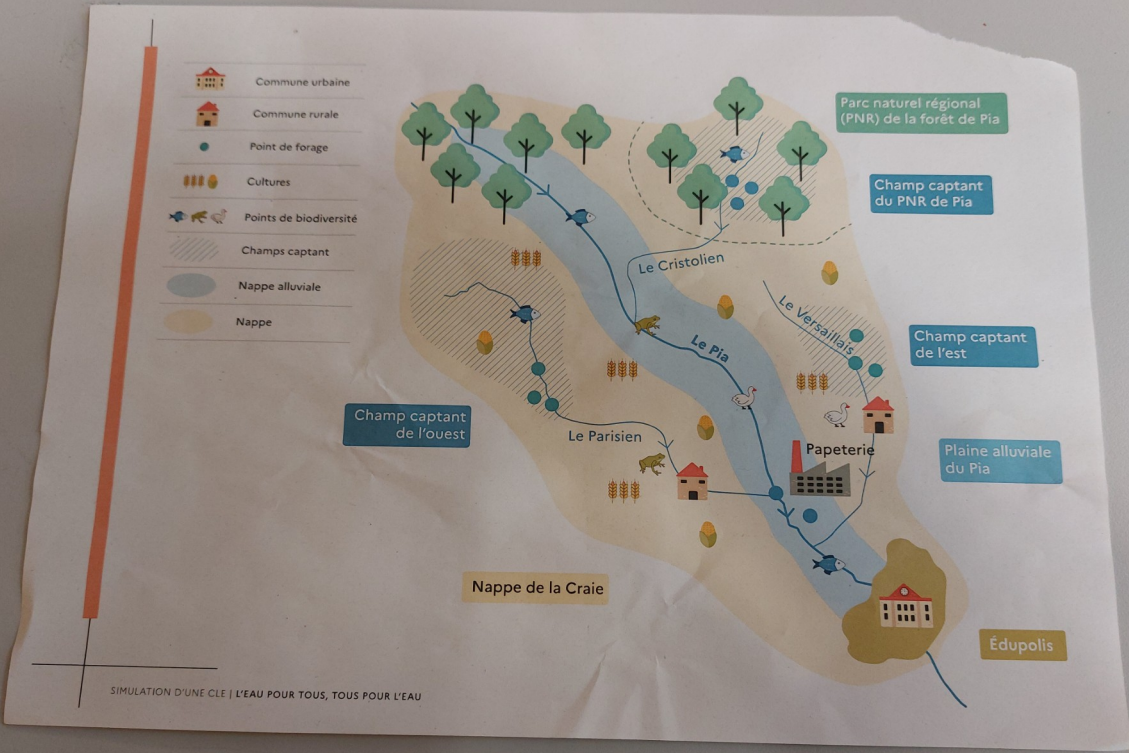 Commune urbaine
Commune rurale
Point de forage
Cultures
Points de biodiversité
Champs captant
Nappe alluviale
Nappe
Parc naturel régional
(PNR) de la forêt de Pia
Champ captant
du PNR de Pia
Le Cristolien
Le Versaillais
Champ captant
de l'est
Le Pia
Champ captant
de l'ouest
Le Parisien
Papeterie
Plaine alluviale
du Pia
Nappe de la Craie
Édupolis
SIMULATION D'UNE CLE | L'EAU POUR TOUS, TOUS POUR L'EAU